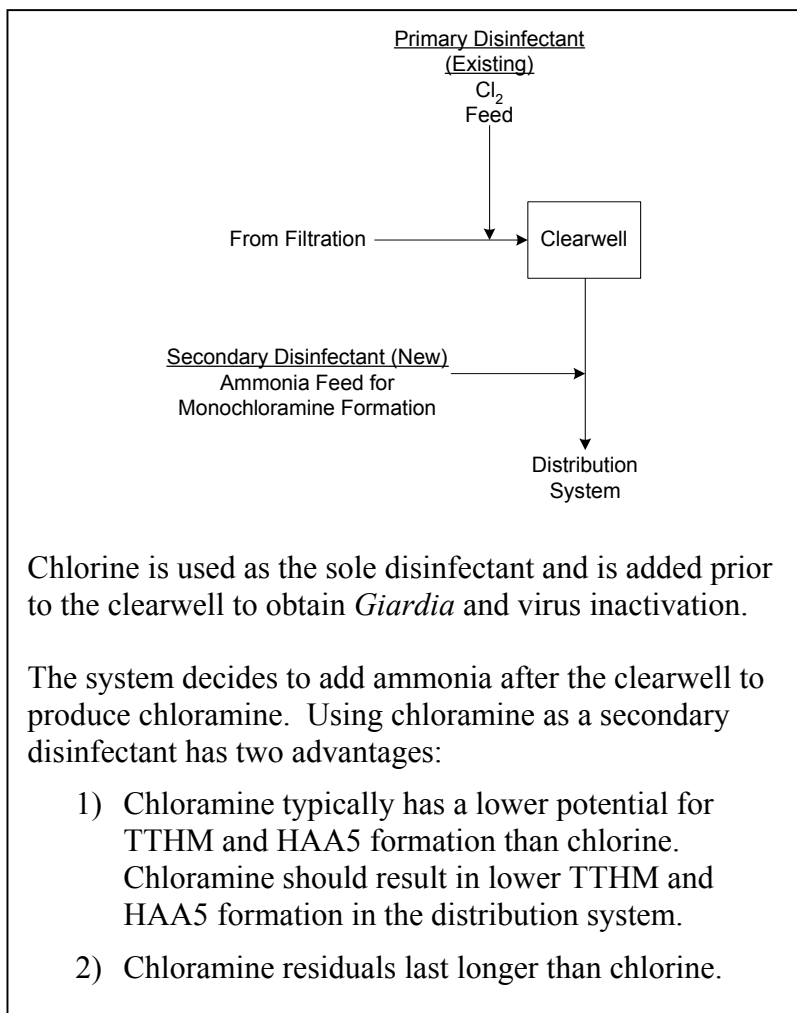 Primary Disinfectant
(Existing)
Cl2
Feed
From Filtration
Clearwell
Secondary Disinfectant (New)
Ammonia Feed for
Monochloramine Formation
Distribution
System
Chlorine is used as the sole disinfectant and is added prior
to the clearwell to obtain Giardia and virus inactivation.
The system decides to add ammonia after the clearwell to
produce chloramine.  Using chloramine as a secondary
disinfectant has two advantages:
1) Chloramine typically has a lower potential for
TTHM and HAA5 formation than chlorine.
Chloramine should result in lower TTHM and
HAA5 formation in the distribution system.
2) Chloramine residuals last longer than chlorine.